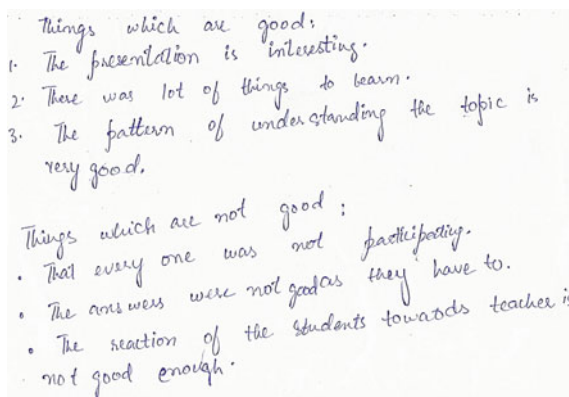 Things which are good:
1. The presentation is interesting.
2. There was lot of things to learn.
3. The pattern of understanding the topic is
very good.
Things which are not good :
• That every one was not participating.
• The answers were not good as they have to.
• The reaction of the students towards teacher is
not good enough.